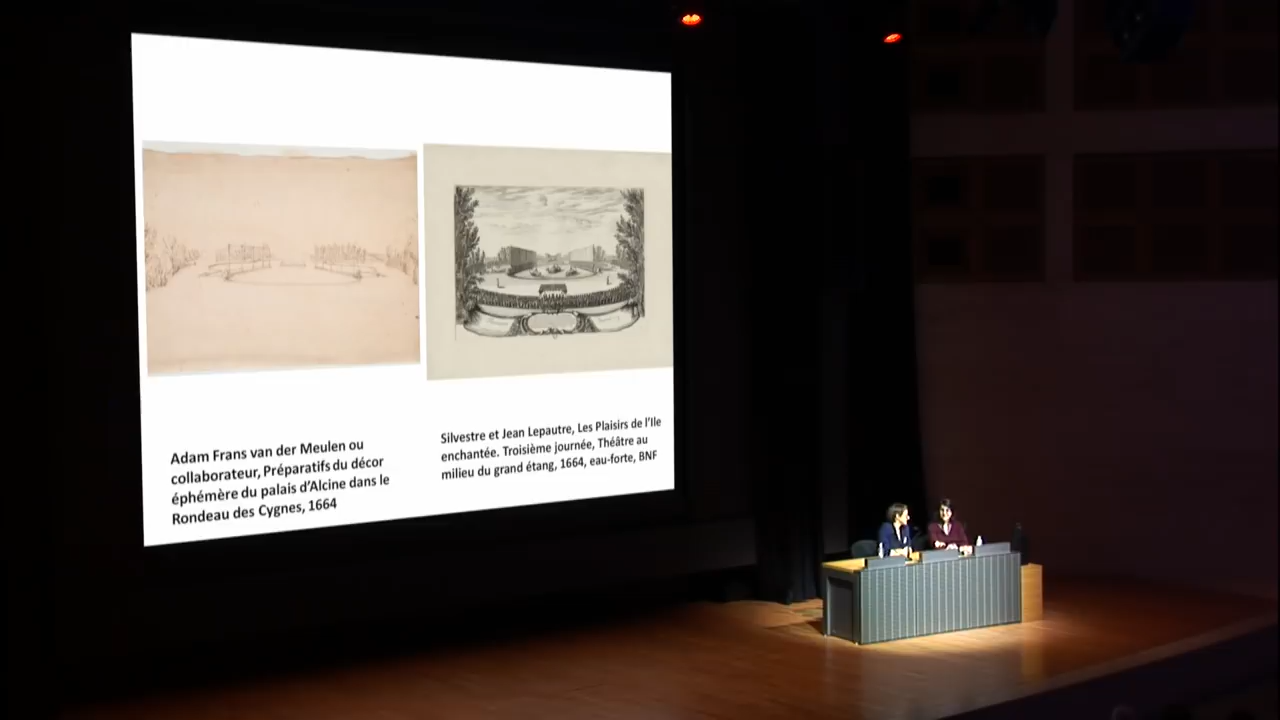 Adam Frans van der Meulen ou
collaborateur, Préparatifs du décor
éphémère du palais d'Alcine dans le
Rondeau des Cygnes, 1664
Silvestre et Jean Lepautre, Les Plaisirs de l'Ile
enchantée. Troisième journée, Théâtre au
milieu du grand étang, 1664, eau-forte, BNF